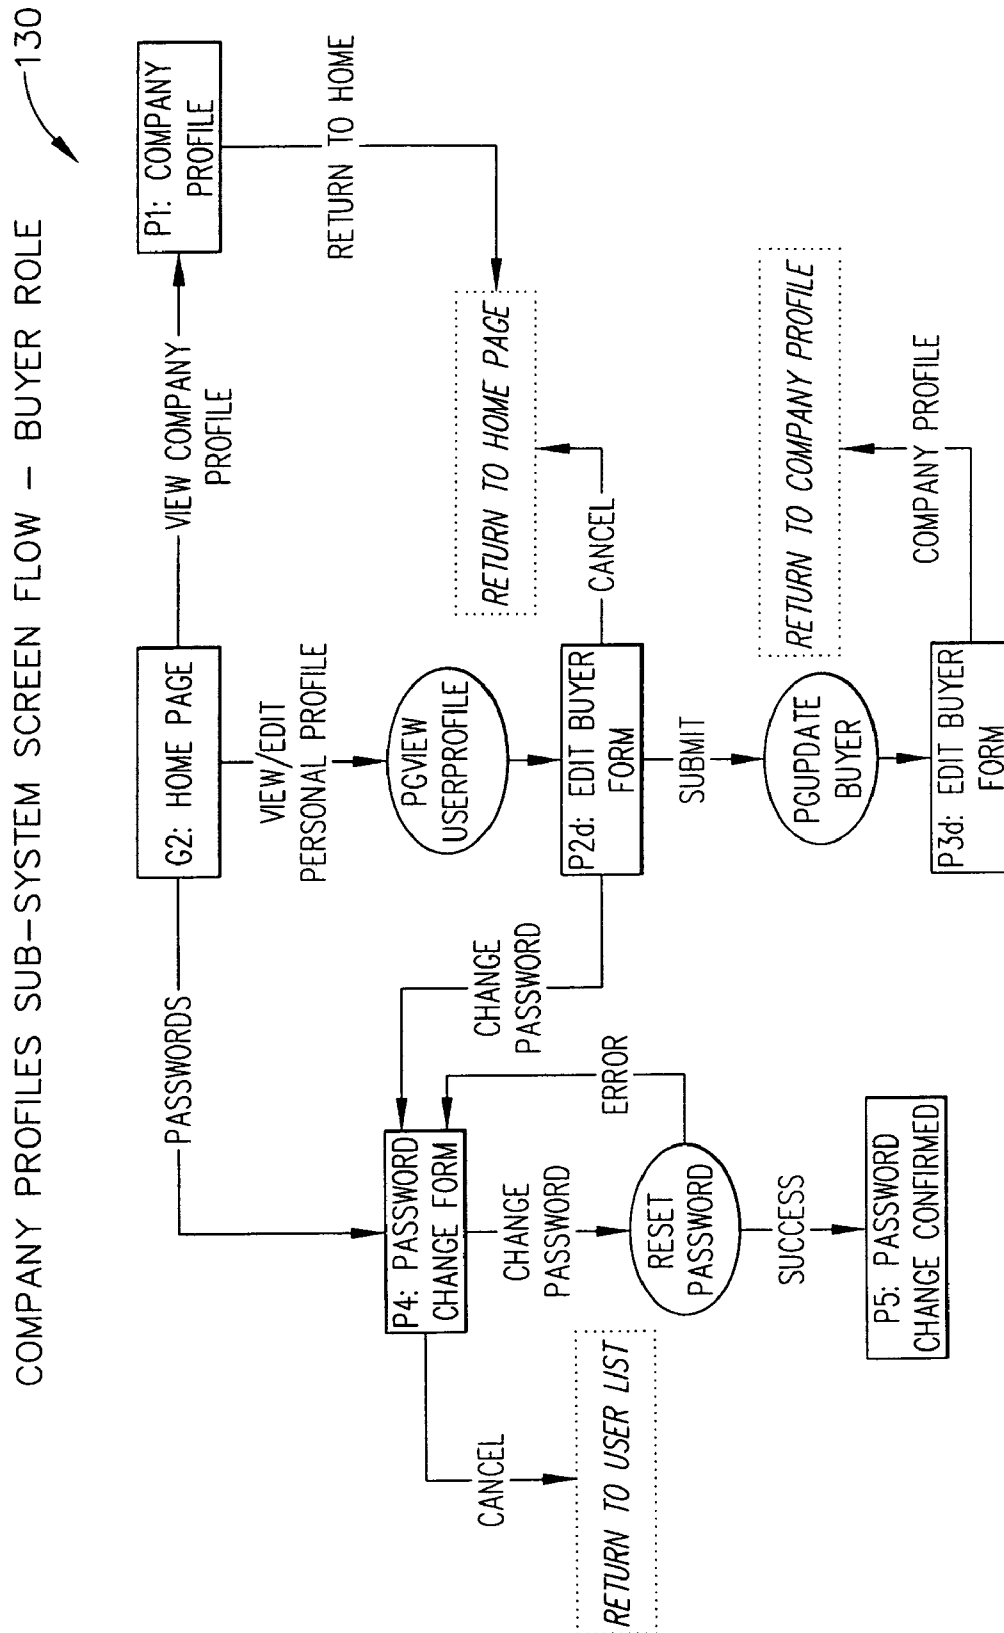 COMPANY PROFILES SUB-SYSTEM SCREEN FLOW - BUYER ROLE
130
G2: HOME PAGE
PASSWORDS
VIEW COMPANY
PROFILE
P1: COMPANY
PROFILE
RETURN TO HOME
VIEW/EDIT
PERSONAL PROFILE
PGVIEW
USERPROFILE
RETURN TO HOME PAGE
P4: PASSWORD
CHANGE FORM
CHANGE
PASSWORD
P2d: EDIT BUYER
FORM
CANCEL
CANCEL
CHANGE
PASSWORD
ERROR
SUBMIT
RETURN TO USER LIST
RESET
PASSWORD
PGUPDATE
BUYER
RETURN TO COMPANY PROFILE
SUCCESS
COMPANY PROFILE
P5: PASSWORD
CHANGE CONFIRMED
P3d: EDIT BUYER
FORM